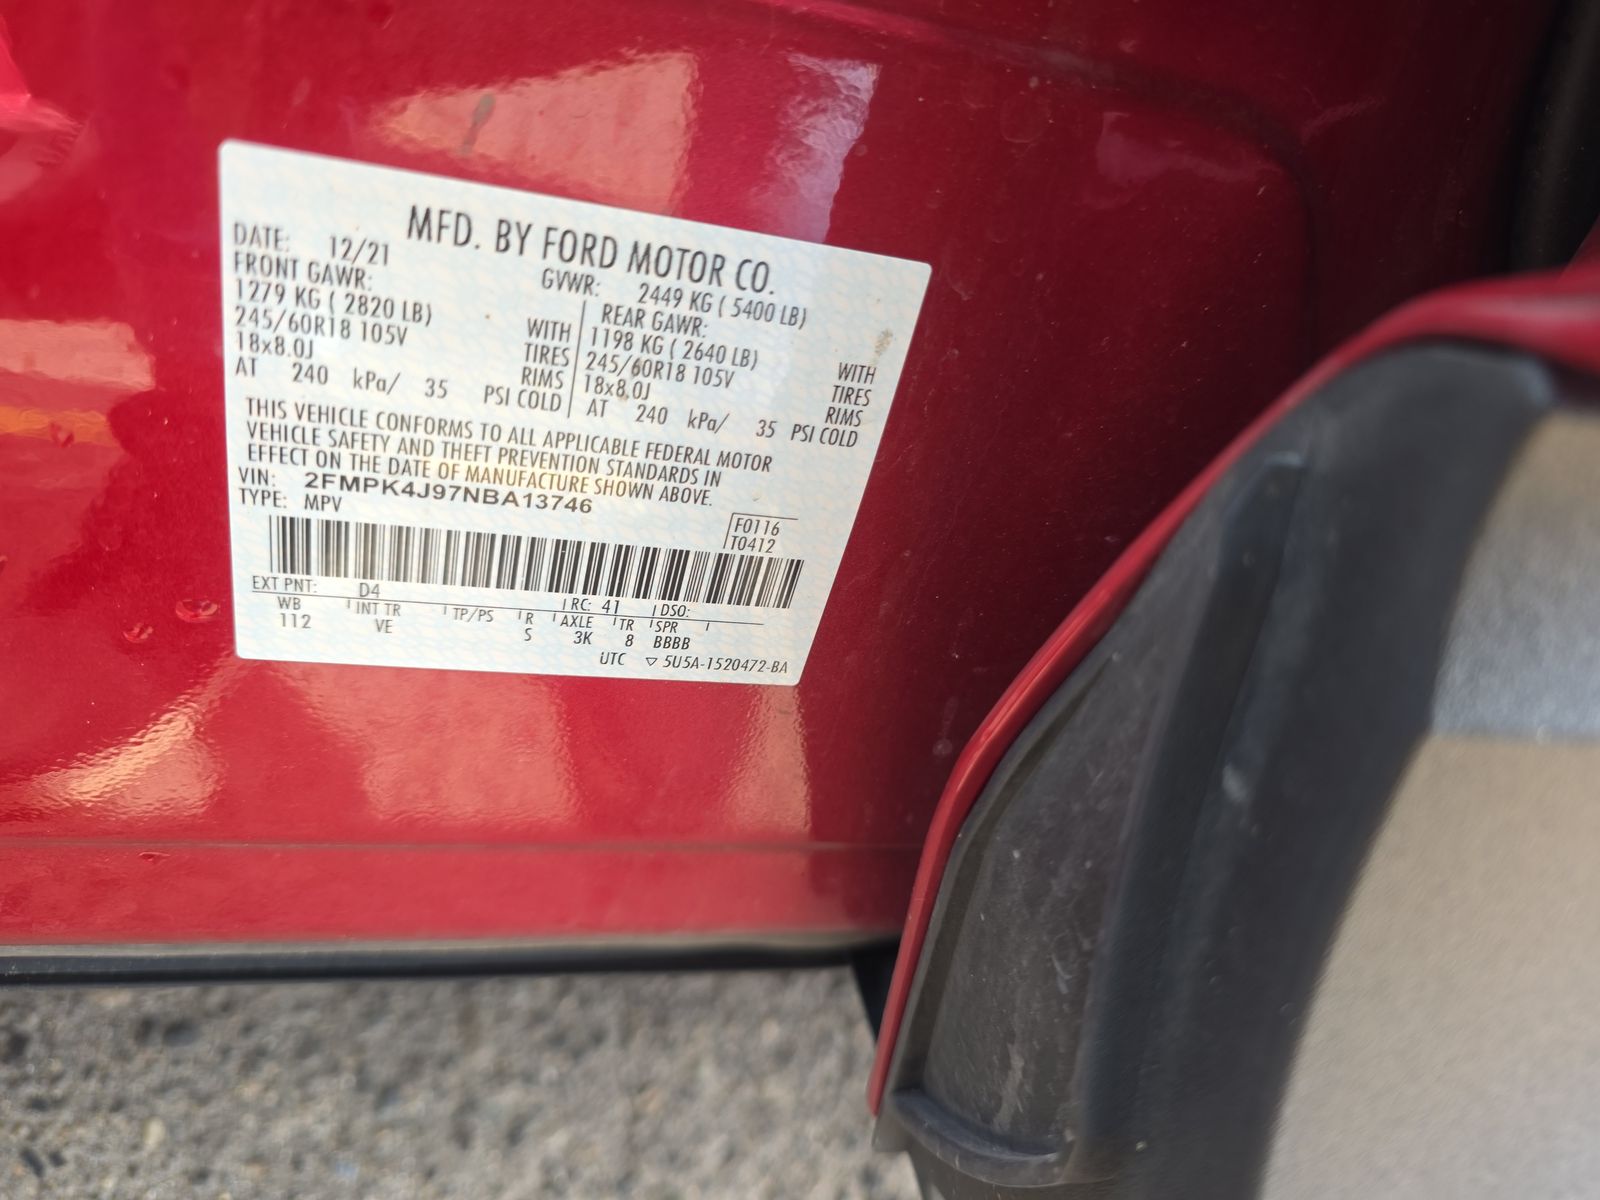 MFD. BY FORD MOTOR CO.
DATE: 12/21
GVWR: 2449 KG ( 5400 LB)
FRONT GAWR:
REAR GAWR:
1279 KG ( 2820 LB) WITH
1198 KG ( 2640 LB) WITH
245/60R18 105V TIRES
245/60R18 105V TIRES
18x8.0J RIMS
18x8.0J RIMS
AT 240 kPa/ 35 PSI COLD
AT 240 kPa/ 35 PSI COLD
THIS VEHICLE CONFORMS TO ALL APPLICABLE FEDERAL MOTOR
VEHICLE SAFETY AND THEFT PREVENTION STANDARDS IN
EFFECT ON THE DATE OF MANUFACTURE SHOWN ABOVE.
VIN: 2FMPK4J97NBA13746
TYPE: MPV
F0116
T0412
EXT PNT: D4 RC: 41 DSO:
WB INT TR TP/PS R AXLE TR SPR
112 VE S 3K 8 BBBB
UTC ▽ 5U5A-1520472-BA